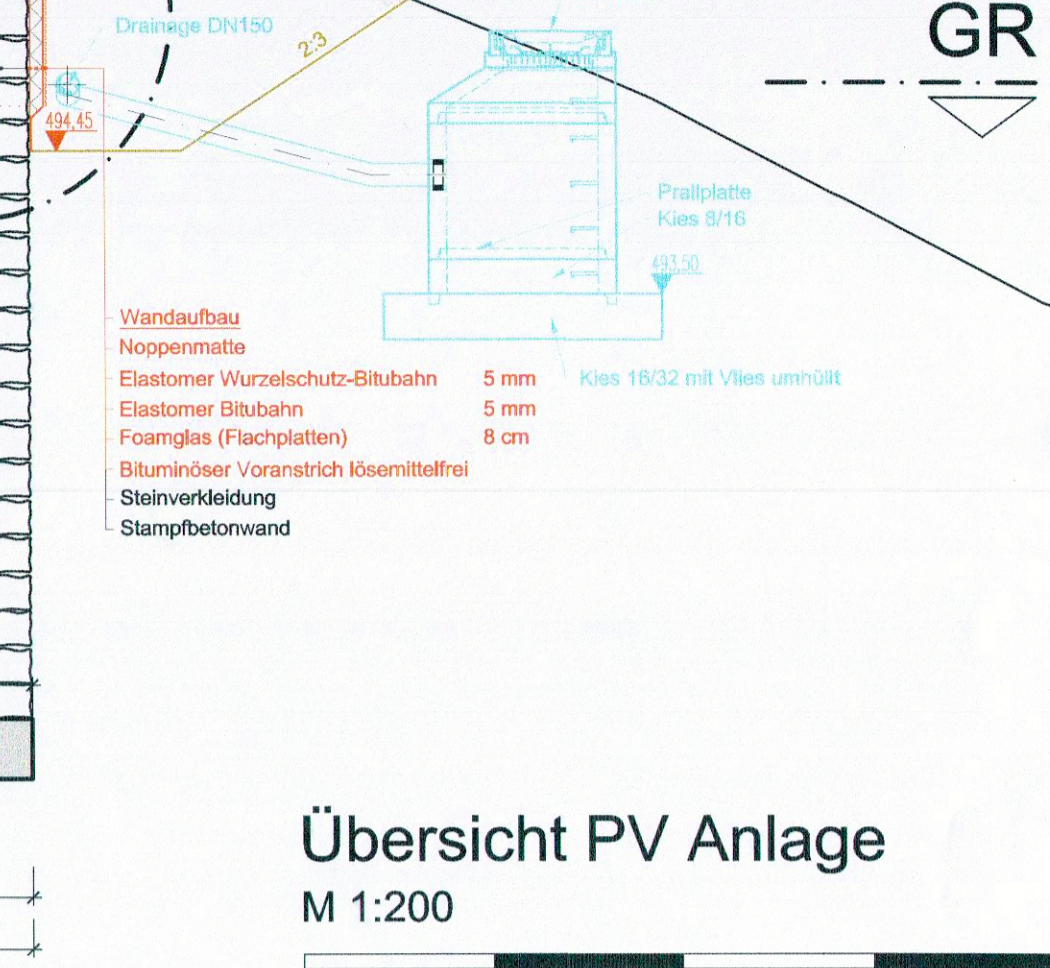 Drainage DN150
2:3
GR
494,45
Prallplatte
Kies 8/16
493,50
Wandaufbau
Noppenmatte
Elastomer Wurzelschutz-Bitubahn 5 mm
Kies 16/32 mit Vlies umhüllt
Elastomer Bitubahn 5 mm
Foamglas (Flachplatten) 8 cm
Bituminöser Voranstrich lösemittelfrei
Steinverkleidung
Stampfbetonwand
Übersicht PV Anlage
M 1:200